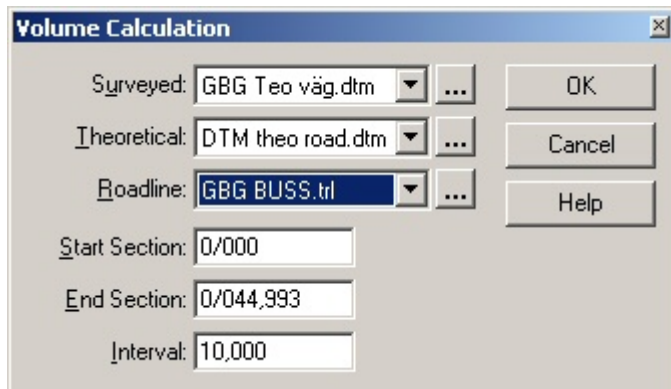 Volume Calculation
Surveyed: GBG Teo väg.dtm ... OK
Theoretical: DTM theo road.dtm ... Cancel
Roadline: GBG BUSS.trl ... Help
Start Section: 0/000
End Section: 0/044,993
Interval: 10,000